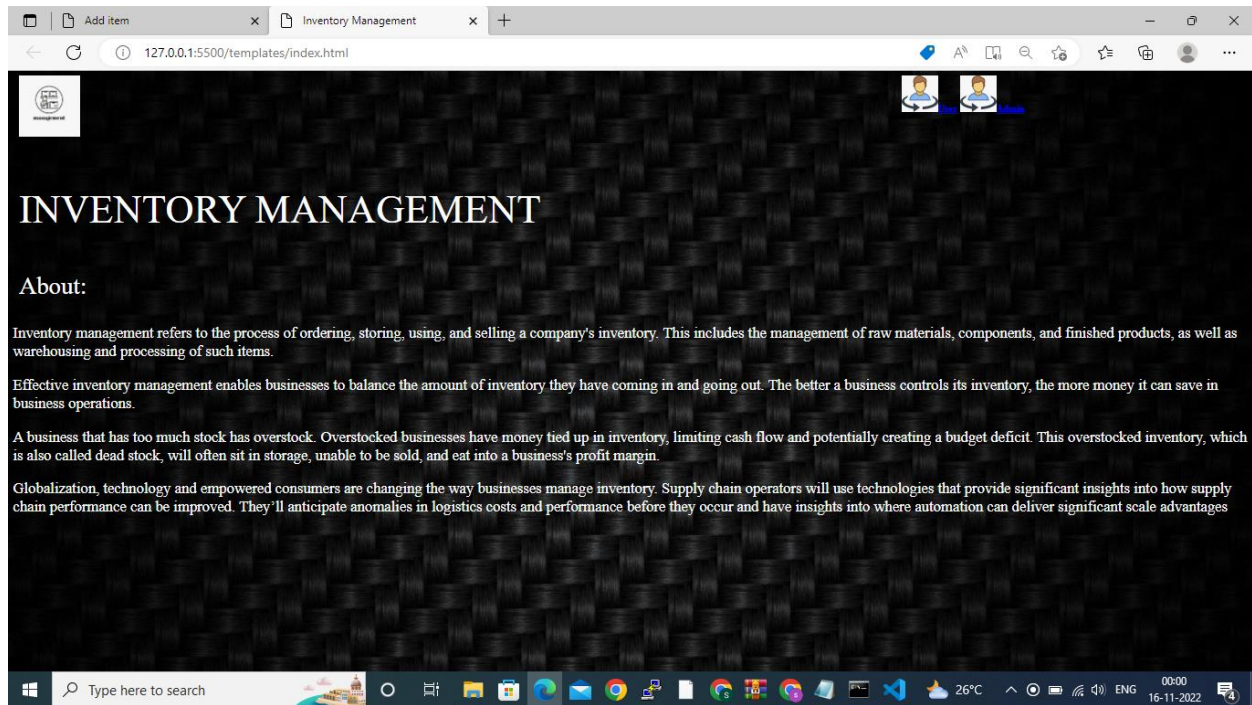 Add item
Inventory Management
127.0.0.1:5500/templates/index.html
management
User
Admin
INVENTORY MANAGEMENT
About:
Inventory management refers to the process of ordering, storing, using, and selling a company's inventory. This includes the management of raw materials, components, and finished products, as well as
warehousing and processing of such items.
Effective inventory management enables businesses to balance the amount of inventory they have coming in and going out. The better a business controls its inventory, the more money it can save in
business operations.
A business that has too much stock has overstock. Overstocked businesses have money tied up in inventory, limiting cash flow and potentially creating a budget deficit. This overstocked inventory, which
is also called dead stock, will often sit in storage, unable to be sold, and eat into a business's profit margin.
Globalization, technology and empowered consumers are changing the way businesses manage inventory. Supply chain operators will use technologies that provide significant insights into how supply
chain performance can be improved. They’ll anticipate anomalies in logistics costs and performance before they occur and have insights into where automation can deliver significant scale advantages
Type here to search
26°C
ENG
00:00
16-11-2022
4